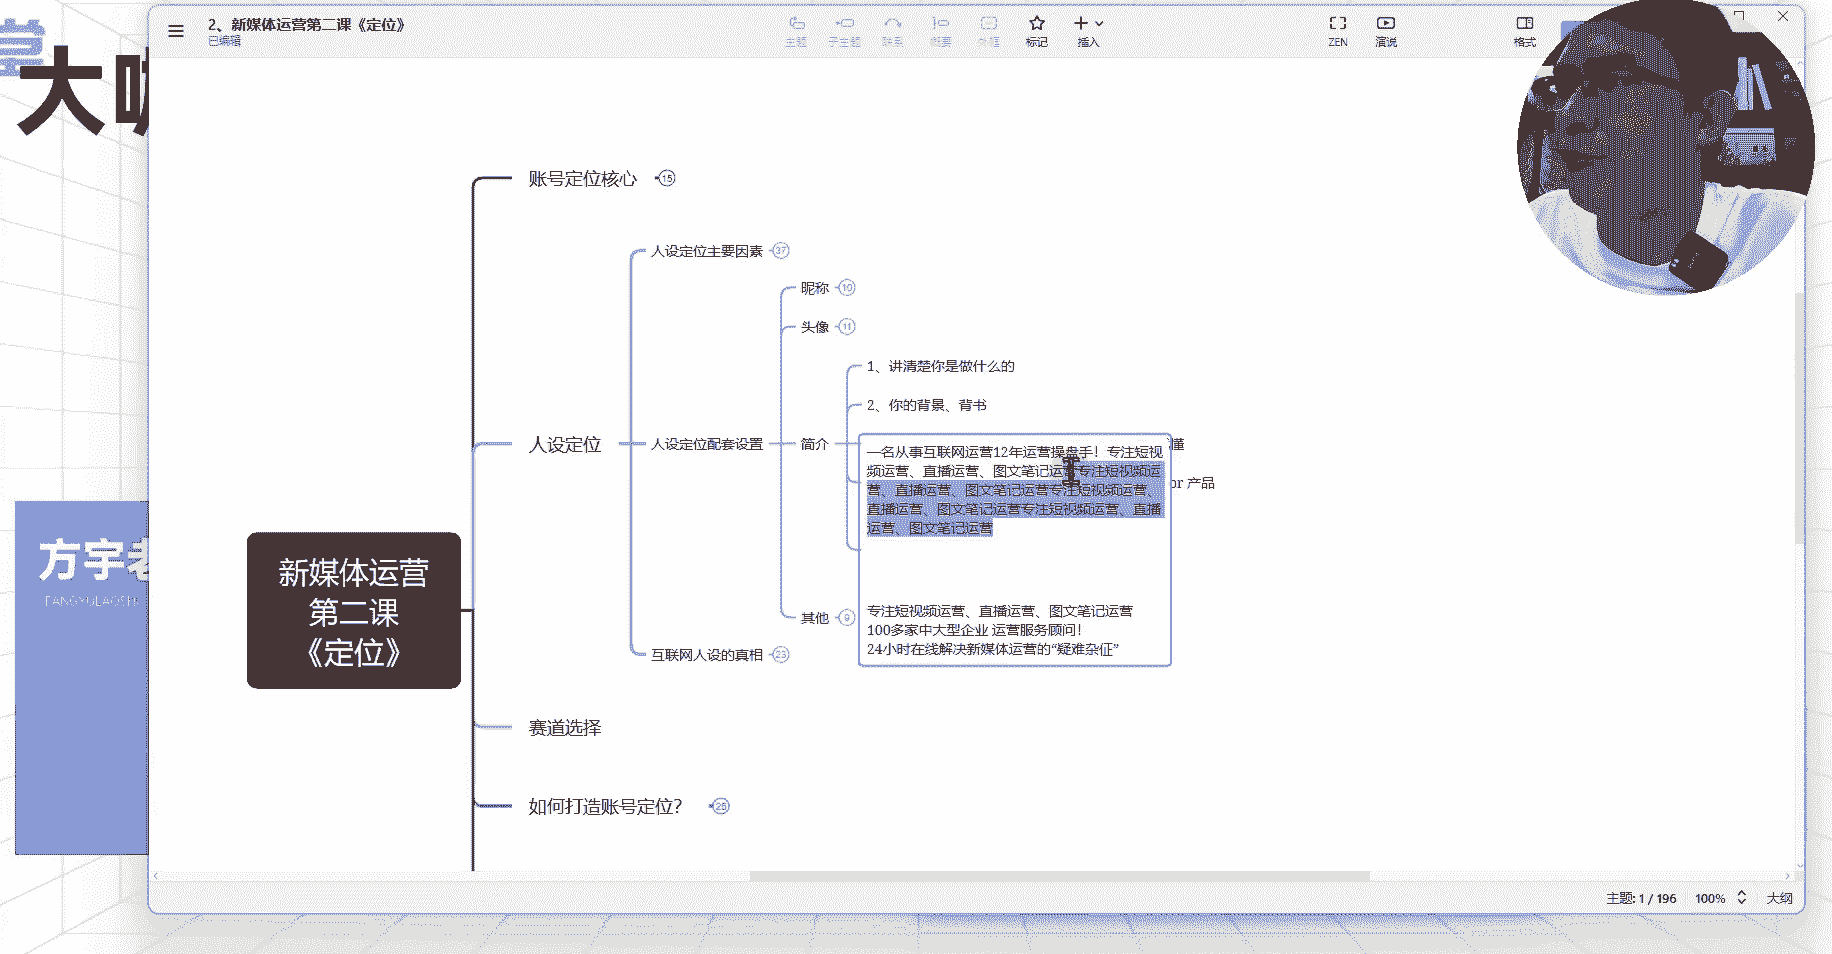 2、新媒体运营第二课《定位》
已编辑
主题
子主题
联系
概要
外框
标记
插入
ZEN
演说
格式
大
方宇老
FANGYULAOSHI
账号定位核心
15
人设定位主要因素
37
昵称
10
头像
11
1、讲清楚你是做什么的
2、你的背景、背书
人设定位
人设定位配套设置
简介
懂
一名从事互联网运营12年运营操盘手！专注短视
频运营、直播运营、图文笔记运营专注短视频运
营、直播运营、图文笔记运营专注短视频运营、
直播运营、图文笔记运营专注短视频运营、直播
运营、图文笔记运营
or 产品
专注短视频运营、直播运营、图文笔记运营
100多家中大型企业 运营服务顾问！
24小时在线解决新媒体运营的“疑难杂征”
其他
9
互联网人设的真相
23
新媒体运营
第二课
《定位》
赛道选择
如何打造账号定位？
25
主题: 1 / 196
100%
大纲